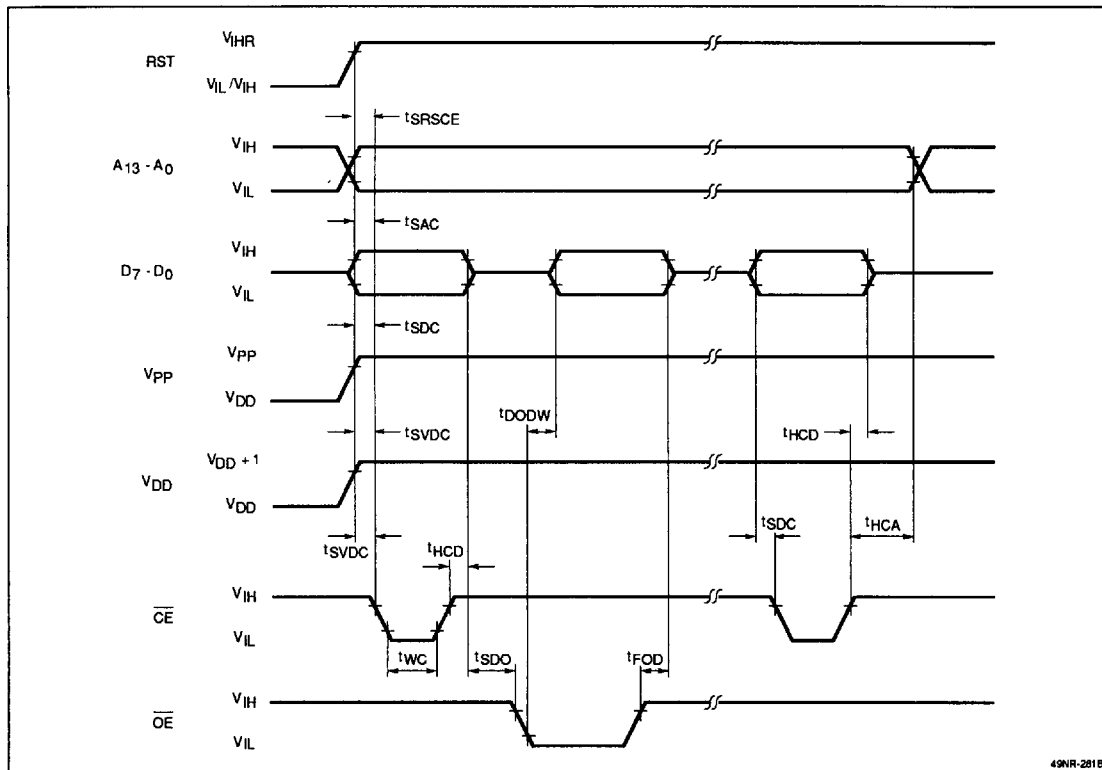 VIHR
RST
VIL/VIH
tSRSCE
VIH
A13 - A0
VIL
tSAC
VIH
D7 - D0
VIL
tSDC
VPP
VPP
VDD
tDODW
tHCD
tSVDC
VDD + 1
VDD
VDD
tSDC
tHCA
tSVDC
tHCD
VIH
CE
VIL
tWC
tSDO
tFOD
VIH
OE
VIL
49NR-281B